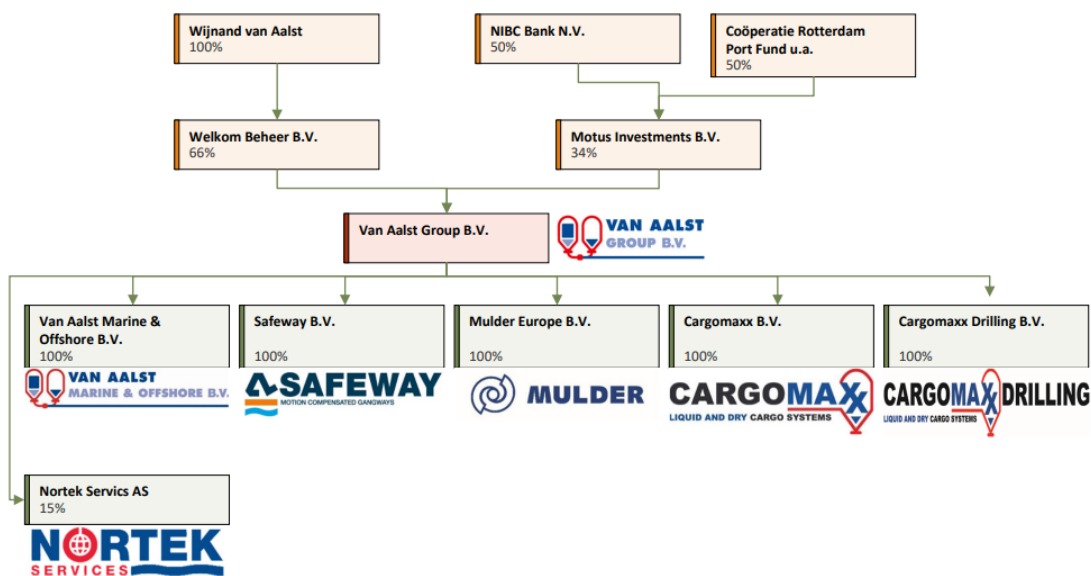 Wijnand van Aalst
100%
NIBC Bank N.V.
50%
Coöperatie Rotterdam
Port Fund u.a.
50%
Welkom Beheer B.V.
66%
Motus Investments B.V.
34%
Van Aalst Group B.V.
VAN AALST
GROUP B.V.
Van Aalst Marine &
Offshore B.V.
100%
Safeway B.V.
100%
Mulder Europe B.V.
100%
Cargomaxx B.V.
100%
Cargomaxx Drilling B.V.
100%
VAN AALST
MARINE & OFFSHORE B.V.
SAFEWAY
MOTION COMPENSATED GANGWAYS
MULDER
CARGOMAXX
LIQUID AND DRY CARGO SYSTEMS
CARGOMAXX DRILLING
LIQUID AND DRY CARGO SYSTEMS
Nortek Servics AS
15%
NORTEK
SERVICES